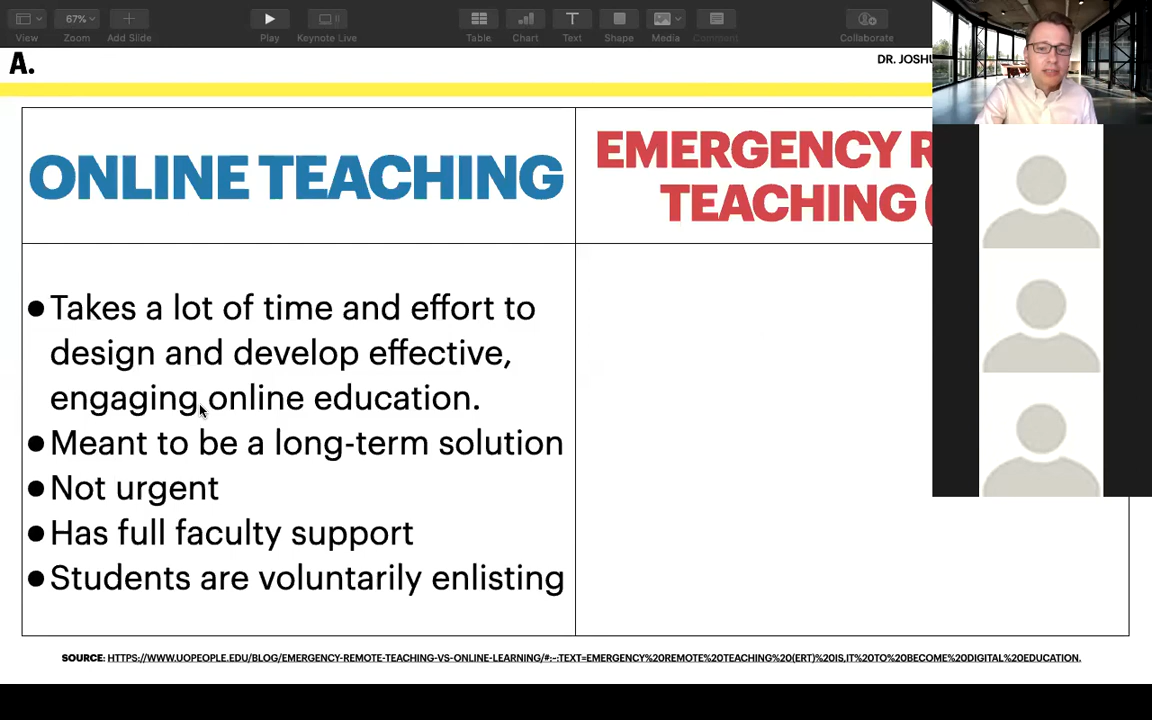 View
67%
Zoom
Add Slide
Play
Keynote Live
Table
Chart
Text
Shape
Media
Comment
Collaborate
A.
DR. JOSHU
ONLINE TEACHING
EMERGENCY R
TEACHING (
●Takes a lot of time and effort to
design and develop effective,
engaging online education.
●Meant to be a long-term solution
●Not urgent
●Has full faculty support
●Students are voluntarily enlisting
SOURCE: HTTPS://WWW.UOPEOPLE.EDU/BLOG/EMERGENCY-REMOTE-TEACHING-VS-ONLINE-LEARNING/#:~:TEXT=EMERGENCY%20REMOTE%20TEACHING%20(ERT)%20IS,IT%20TO%20BECOME%20DIGITAL%20EDUCATION.